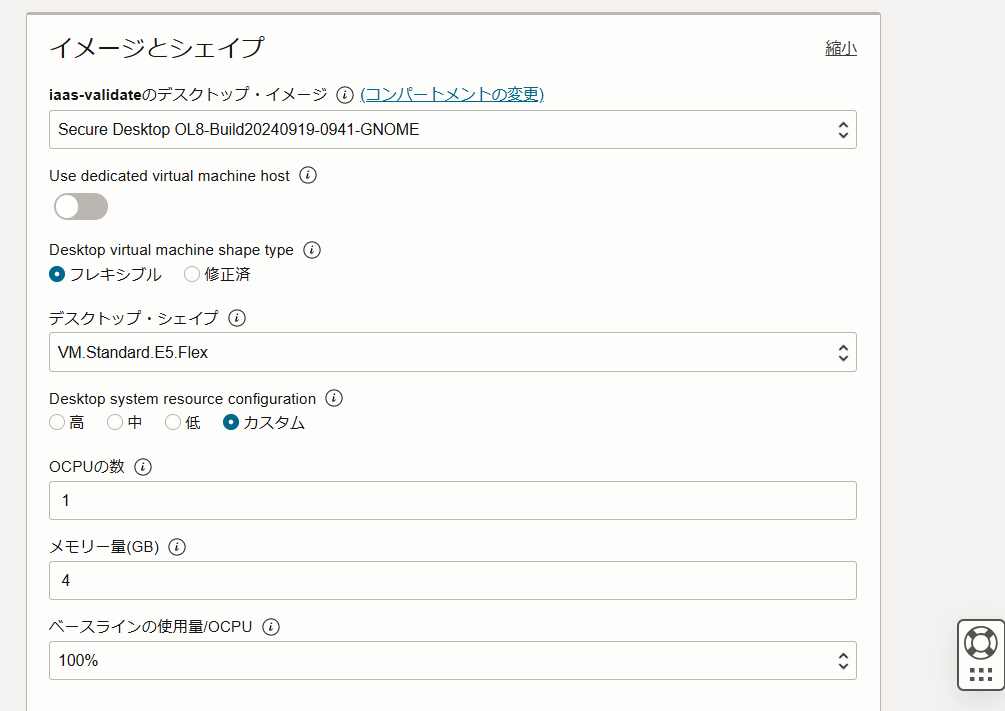 イメージとシェイプ 縮小
iaas-validateのデスクトップ・イメージ (コンパートメントの変更)
Secure Desktop OL8-Build20240919-0941-GNOME
Use dedicated virtual machine host
Desktop virtual machine shape type
フレキシブル 修正済
デスクトップ・シェイプ
VM.Standard.E5.Flex
Desktop system resource configuration
高 中 低 カスタム
OCPUの数
1
メモリー量(GB)
4
ベースラインの使用量/OCPU
100%